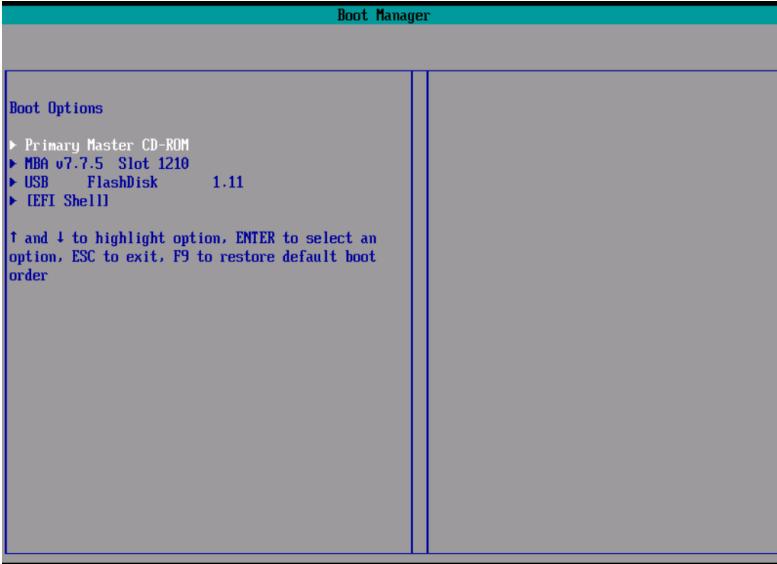 Boot Manager
Boot Options
▶ Primary Master CD-ROM
▶ MBA v7.7.5  Slot 1210
▶ USB     FlashDisk       1.11
▶ [EFI Shell]
↑ and ↓ to highlight option, ENTER to select an
option, ESC to exit, F9 to restore default boot
order